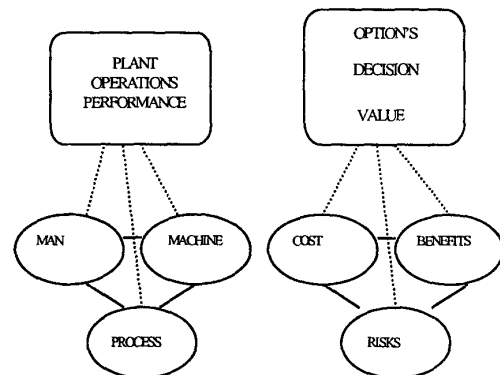 PLANT
OPERATIONS
PERFORMANCE
OPTION'S
DECISION
VALUE
MAN
MACHINE
PROCESS
COST
BENEFITS
RISKS